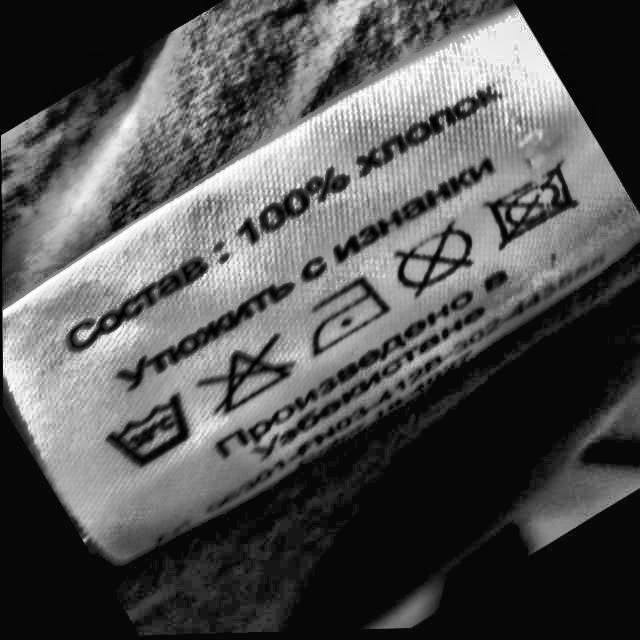 Состав : 100% хлопок
Утюжить с изнанки
Произведено в
Узбекистане